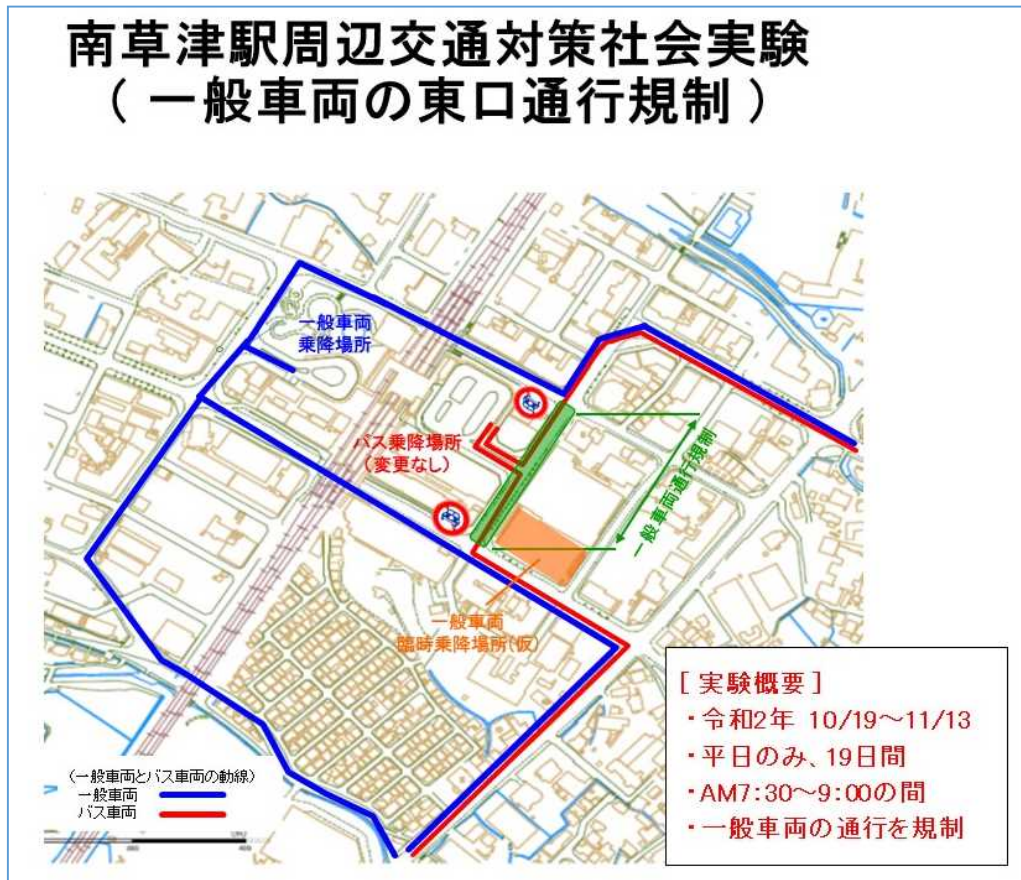 南草津駅周辺交通対策社会実験
( 一般車両の東口通行規制 )
一般車両
乗降場所
バス乗降場所
(変更なし)
一般車両通行規制
一般車両
臨時乗降場所(仮)
[ 実験概要 ]
・令和2年 10/19～11/13
・平日のみ、19日間
・AM7:30～9:00の間
・一般車両の通行を規制
(一般車両とバス車両の動線)
一般車両
バス車両